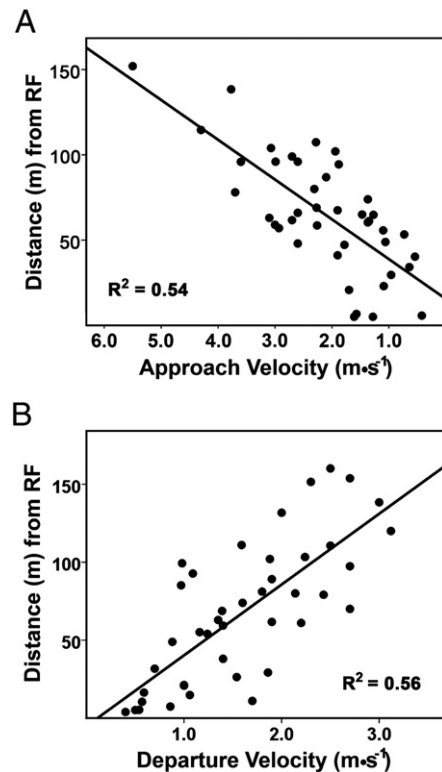 A
Distance (m) from RF
150
100
50
R² = 0.54
6.0 5.0 4.0 3.0 2.0 1.0
Approach Velocity (m•s⁻¹)
B
Distance (m) from RF
150
100
50
R² = 0.56
1.0 2.0 3.0
Departure Velocity (m•s⁻¹)